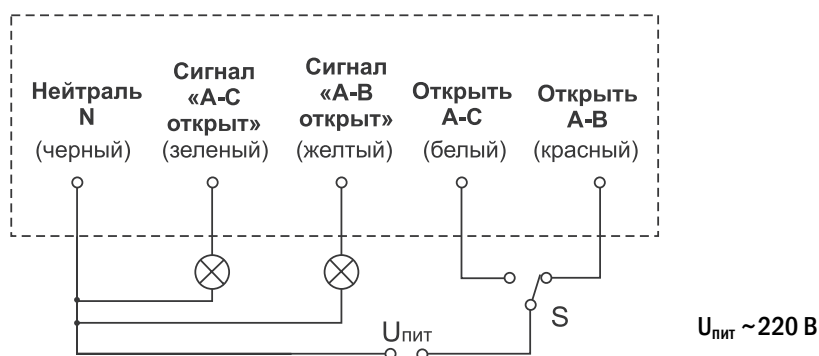 Нейтраль
N
(черный)
Сигнал
«А-С
открыт»
(зеленый)
Сигнал
«А-В
открыт»
(желтый)
Открыть
А-С
(белый)
Открыть
А-В
(красный)
S
Uпит
Uпит ~220 В